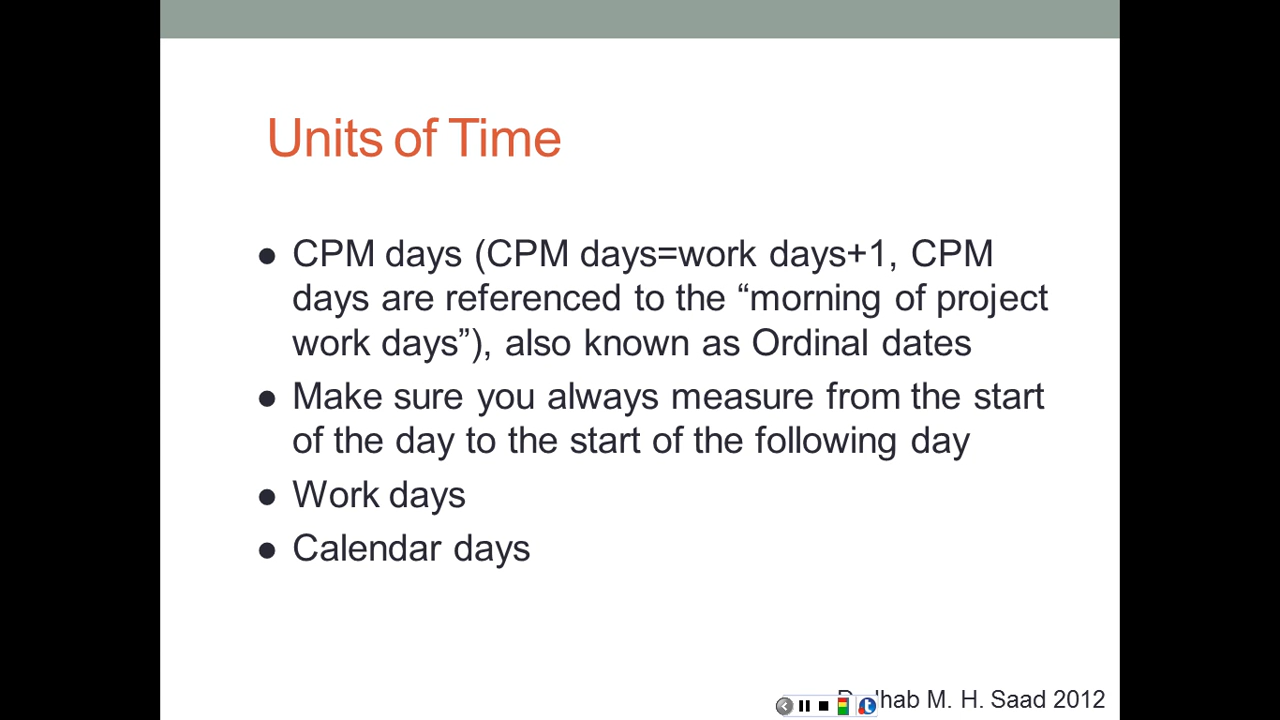 Units of Time
● CPM days (CPM days=work days+1, CPM
days are referenced to the “morning of project
work days”), also known as Ordinal dates
● Make sure you always measure from the start
of the day to the start of the following day
● Work days
● Calendar days
M. H. Saad 2012